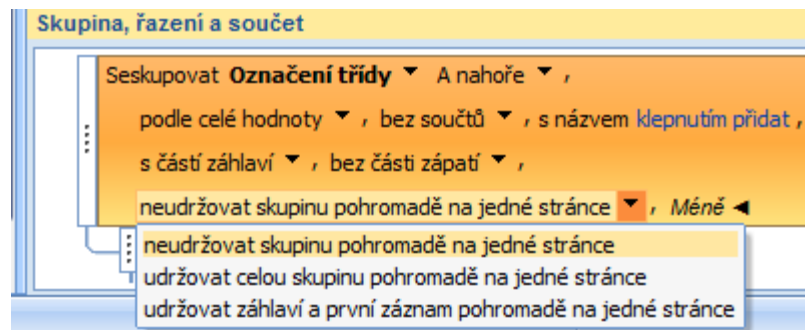 Skupina, řazení a součet
Seskupovat Označení třídy ▼ A nahoře ▼ ,
podle celé hodnoty ▼ , bez součtů ▼ , s názvem klepnutím přidat ,
s částí záhlaví ▼ , bez části zápatí ▼ ,
neudržovat skupinu pohromadě na jedné stránce ▼ , Méně ◄
neudržovat skupinu pohromadě na jedné stránce
udržovat celou skupinu pohromadě na jedné stránce
udržovat záhlaví a první záznam pohromadě na jedné stránce